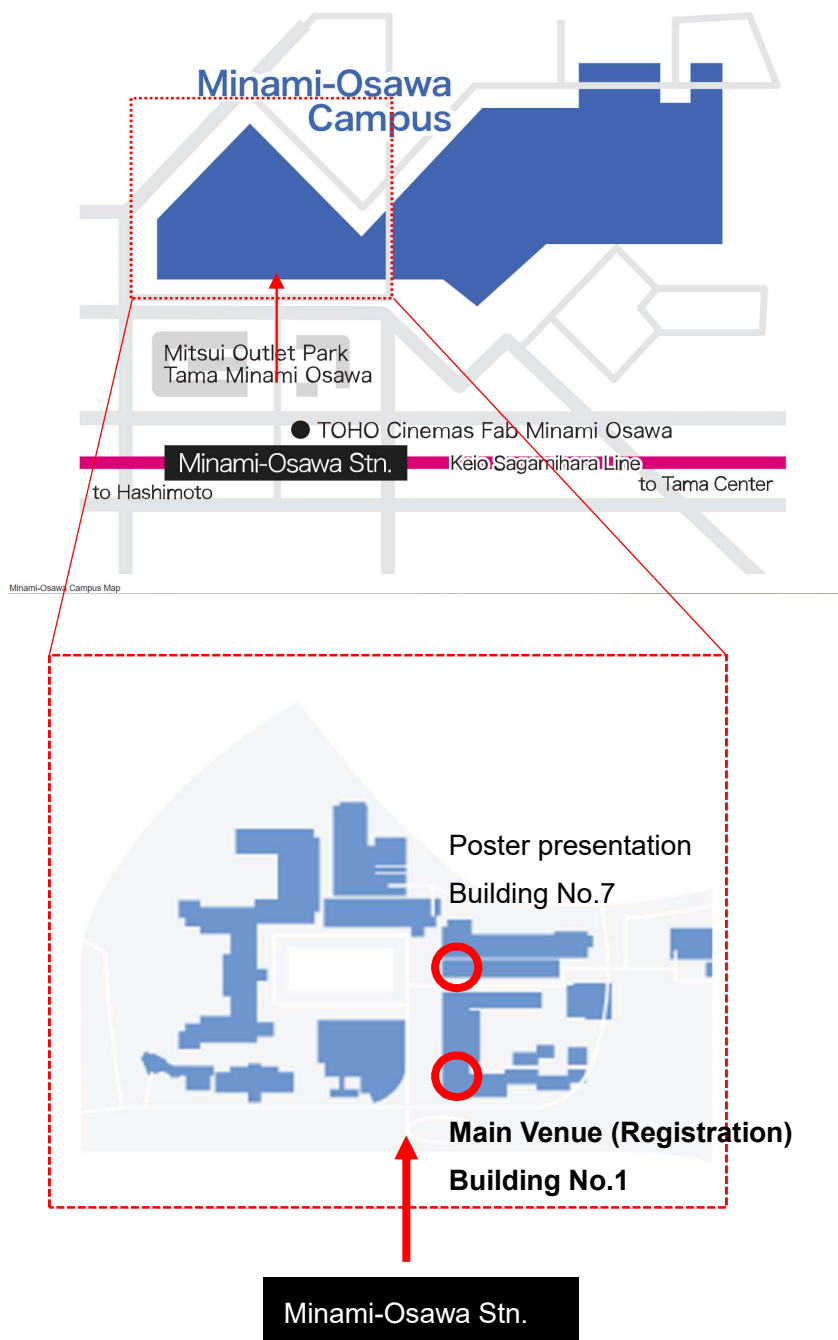 Minami-Osawa
Campus
Mitsui Outlet Park
Tama Minami Osawa
TOHO Cinemas Fab Minami Osawa
Minami-Osawa Stn.
Keio Sagamihara Line
to Hashimoto
to Tama Center
Minami-Osawa Campus Map
Poster presentation
Building No.7
Main Venue (Registration)
Building No.1
Minami-Osawa Stn.